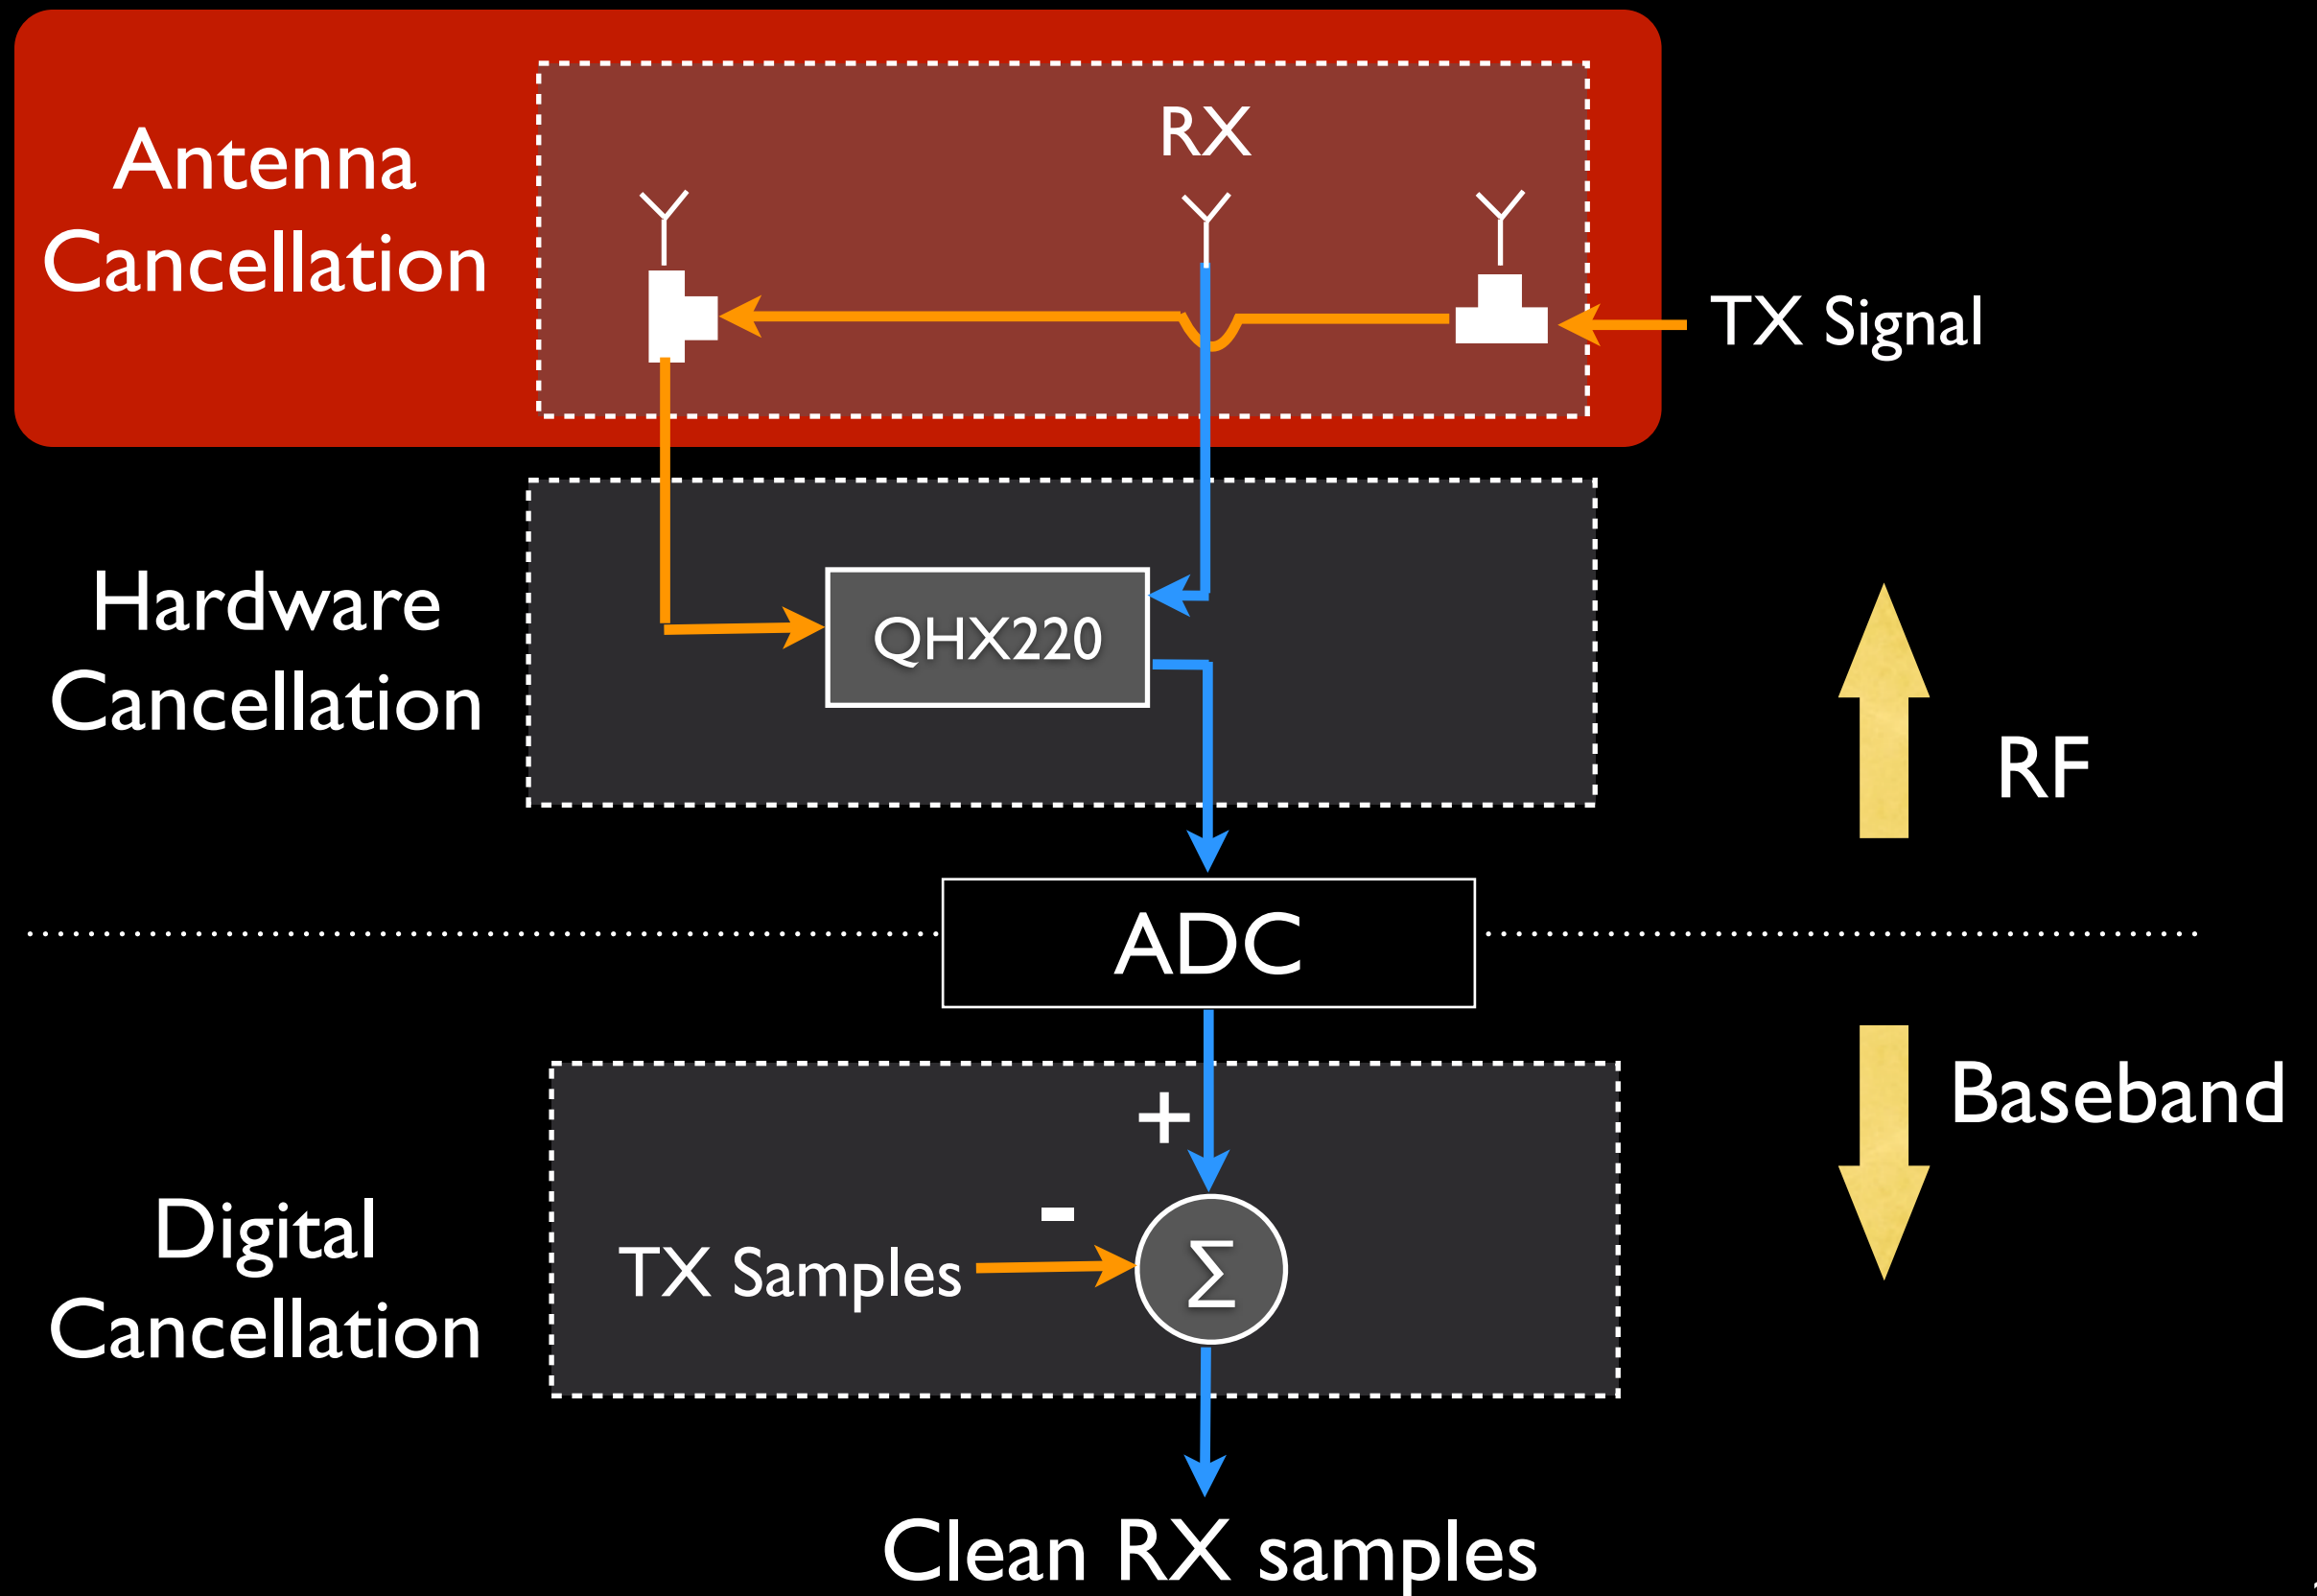 RX
Antenna
Cancellation
TX Signal
Hardware
Cancellation
QHX220
RF
ADC
Baseband
+
-
Digital
Cancellation
TX Samples
∑
Clean RX samples